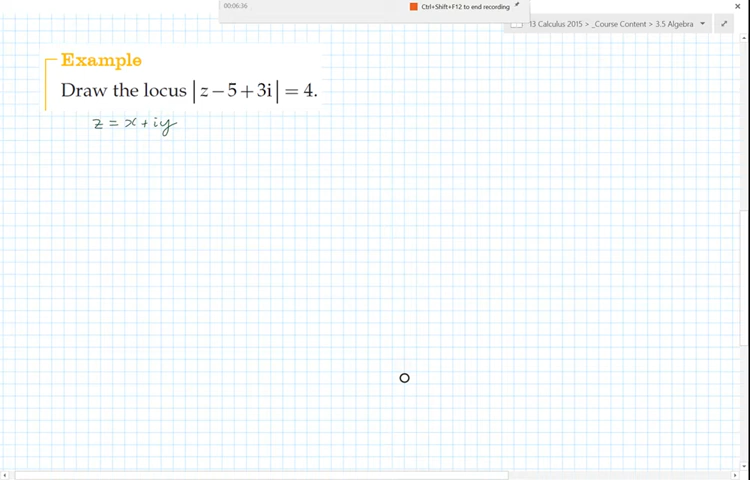 00:06:36
Ctrl+Shift+F12 to end recording
13 Calculus 2015 > _Course Content > 3.5 Algebra
Example
Draw the locus |z − 5 + 3i| = 4.
z = x + iy